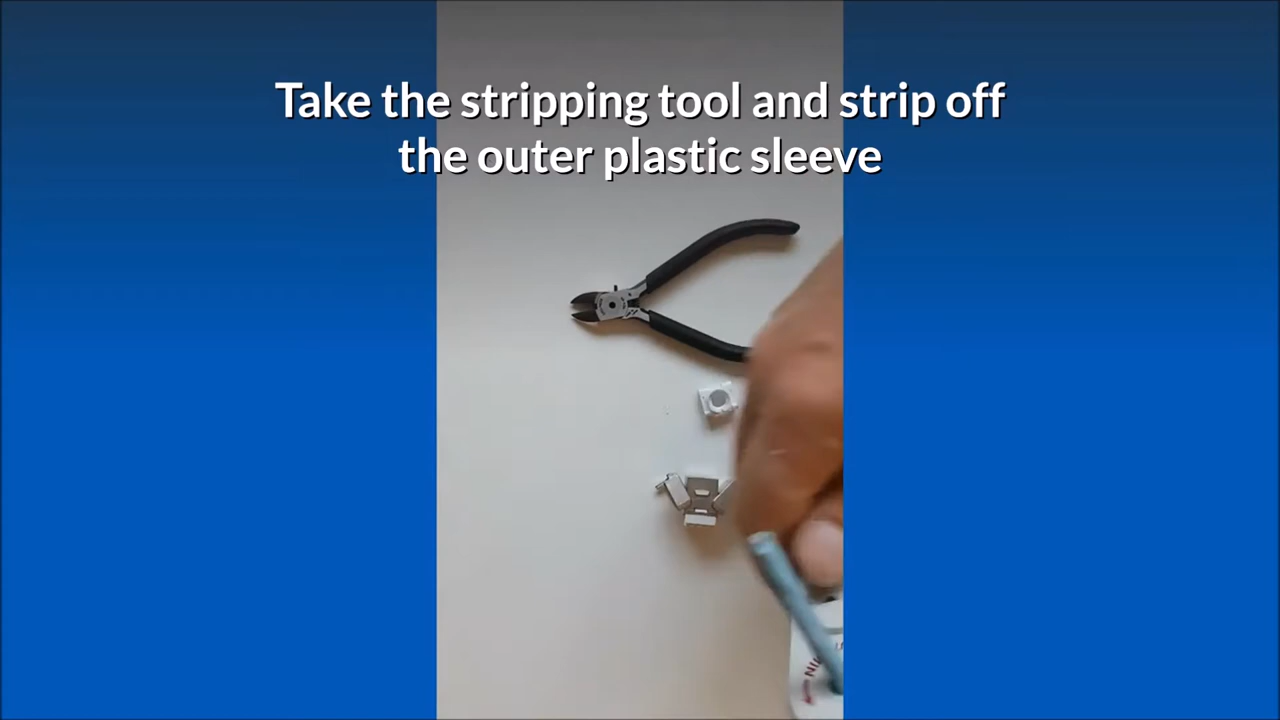 Take the stripping tool and strip off
the outer plastic sleeve